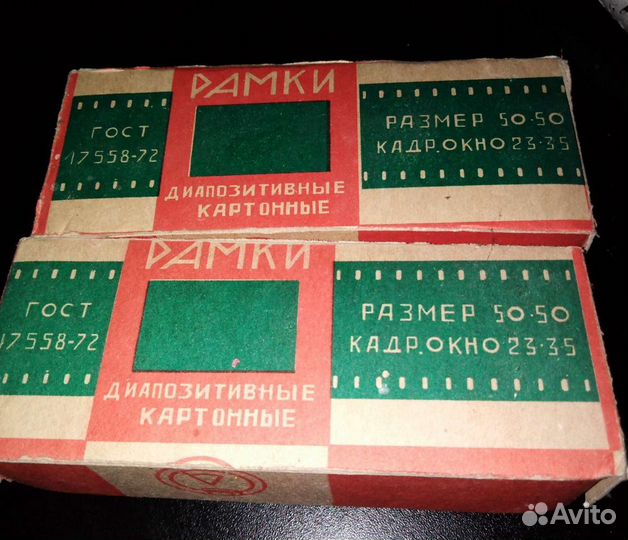 РАМКИ
ГОСТ
17558-72
РАЗМЕР 50·50
КАДР.ОКНО 23·35
ДИАПОЗИТИВНЫЕ
КАРТОННЫЕ
РАМКИ
ГОСТ
17558-72
РАЗМЕР 50·50
КАДР.ОКНО 23·35
ДИАПОЗИТИВНЫЕ
КАРТОННЫЕ
Avito